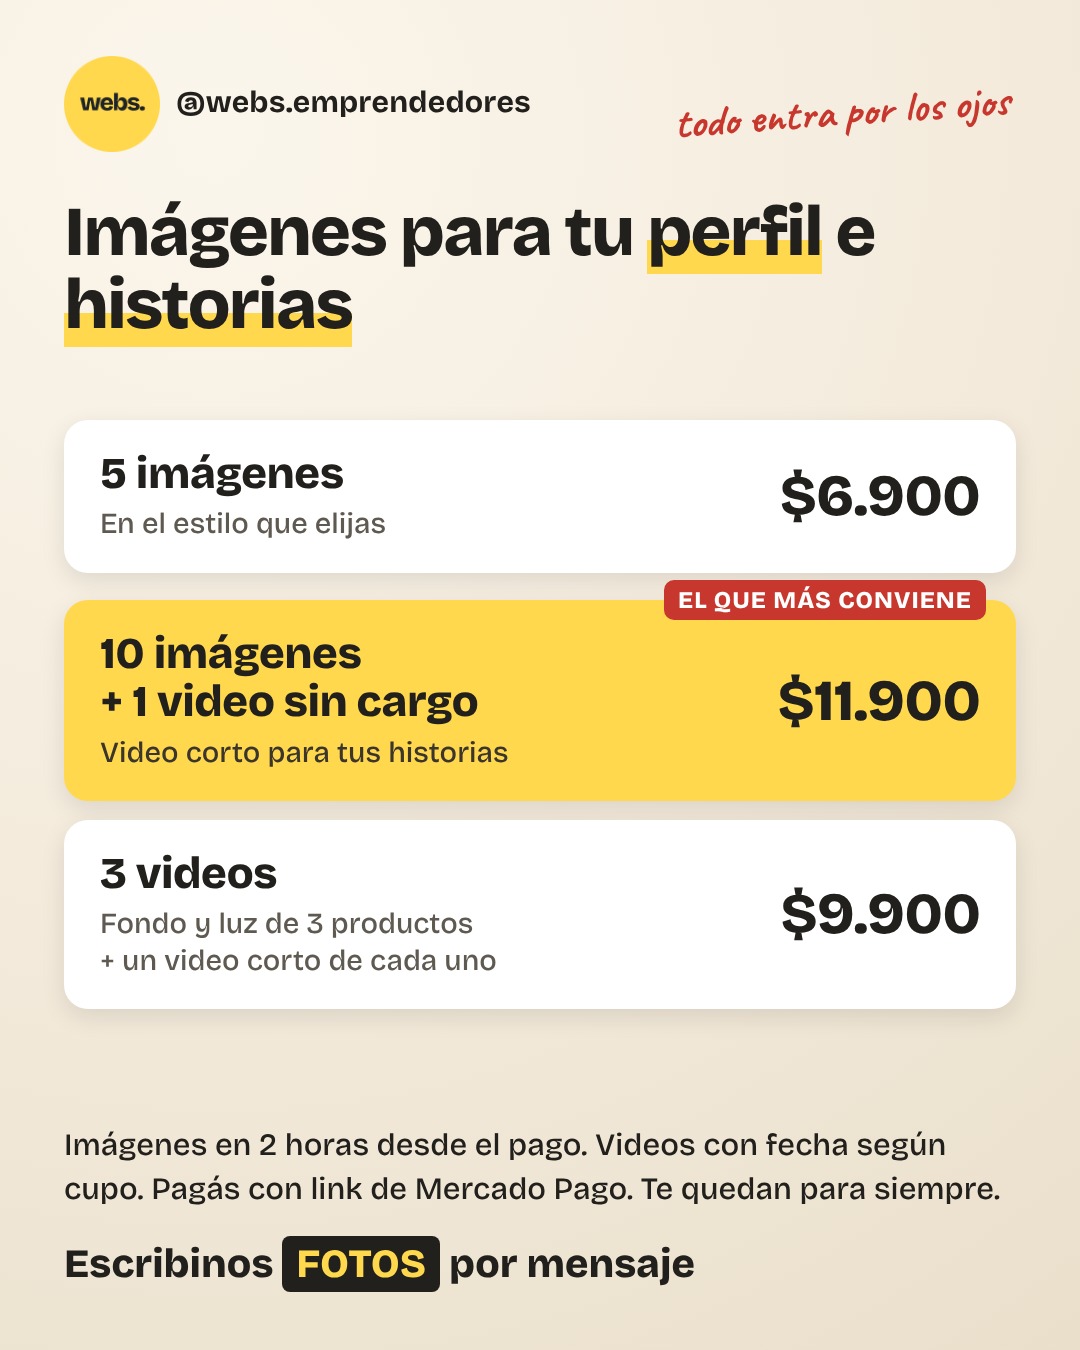 webs.
@webs.emprendedores
todo entra por los ojos
Imágenes para tu perfil e
historias
5 imágenes
En el estilo que elijas
$6.900
EL QUE MÁS CONVIENE
10 imágenes
+ 1 video sin cargo
Video corto para tus historias
$11.900
3 videos
Fondo y luz de 3 productos
+ un video corto de cada uno
$9.900
Imágenes en 2 horas desde el pago. Videos con fecha según
cupo. Pagás con link de Mercado Pago. Te quedan para siempre.
Escribinos FOTOS por mensaje